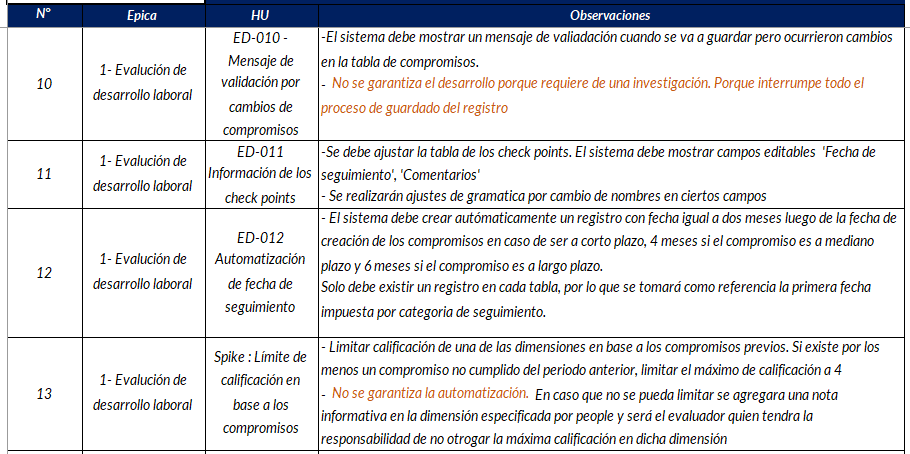 N° Epica HU Observaciones
10
1- Evalución de
desarrollo laboral
ED-010 -
Mensaje de
validación por
cambios de
compromisos
-El sistema debe mostrar un mensaje de valiadación cuando se va a guardar pero ocurrieron cambios
en la tabla de compromisos.
- No se garantiza el desarrollo porque requiere de una investigación. Porque interrumpe todo el
proceso de guardado del registro
11
1- Evalución de
desarrollo laboral
ED-011
Información de los
check points
-Se debe ajustar la tabla de los check points. El sistema debe mostrar campos editables 'Fecha de
seguimiento', 'Comentarios'
- Se realizarán ajustes de gramatica por cambio de nombres en ciertos campos
12
1- Evalución de
desarrollo laboral
ED-012
Automatización
de fecha de
seguimiento
- El sistema debe crear autómaticamente un registro con fecha igual a dos meses luego de la fecha de
creación de los compromisos en caso de ser a corto plazo, 4 meses si el compromiso es a mediano
plazo y 6 meses si el compromiso es a largo plazo.
Solo debe existir un registro en cada tabla, por lo que se tomará como referencia la primera fecha
impuesta por categoria de seguimiento.
13
1- Evalución de
desarrollo laboral
Spike : Límite de
calificación en
base a los
compromisos
- Limitar calificación de una de las dimensiones en base a los compromisos previos. Si existe por los
menos un compromiso no cumplido del periodo anterior, limitar el máximo de calificación a 4
- No se garantiza la automatización. En caso que no se pueda limitar se agregara una nota
informativa en la dimensión especificada por people y será el evaluador quien tendra la
responsabilidad de no otrogar la máxima calificación en dicha dimensión